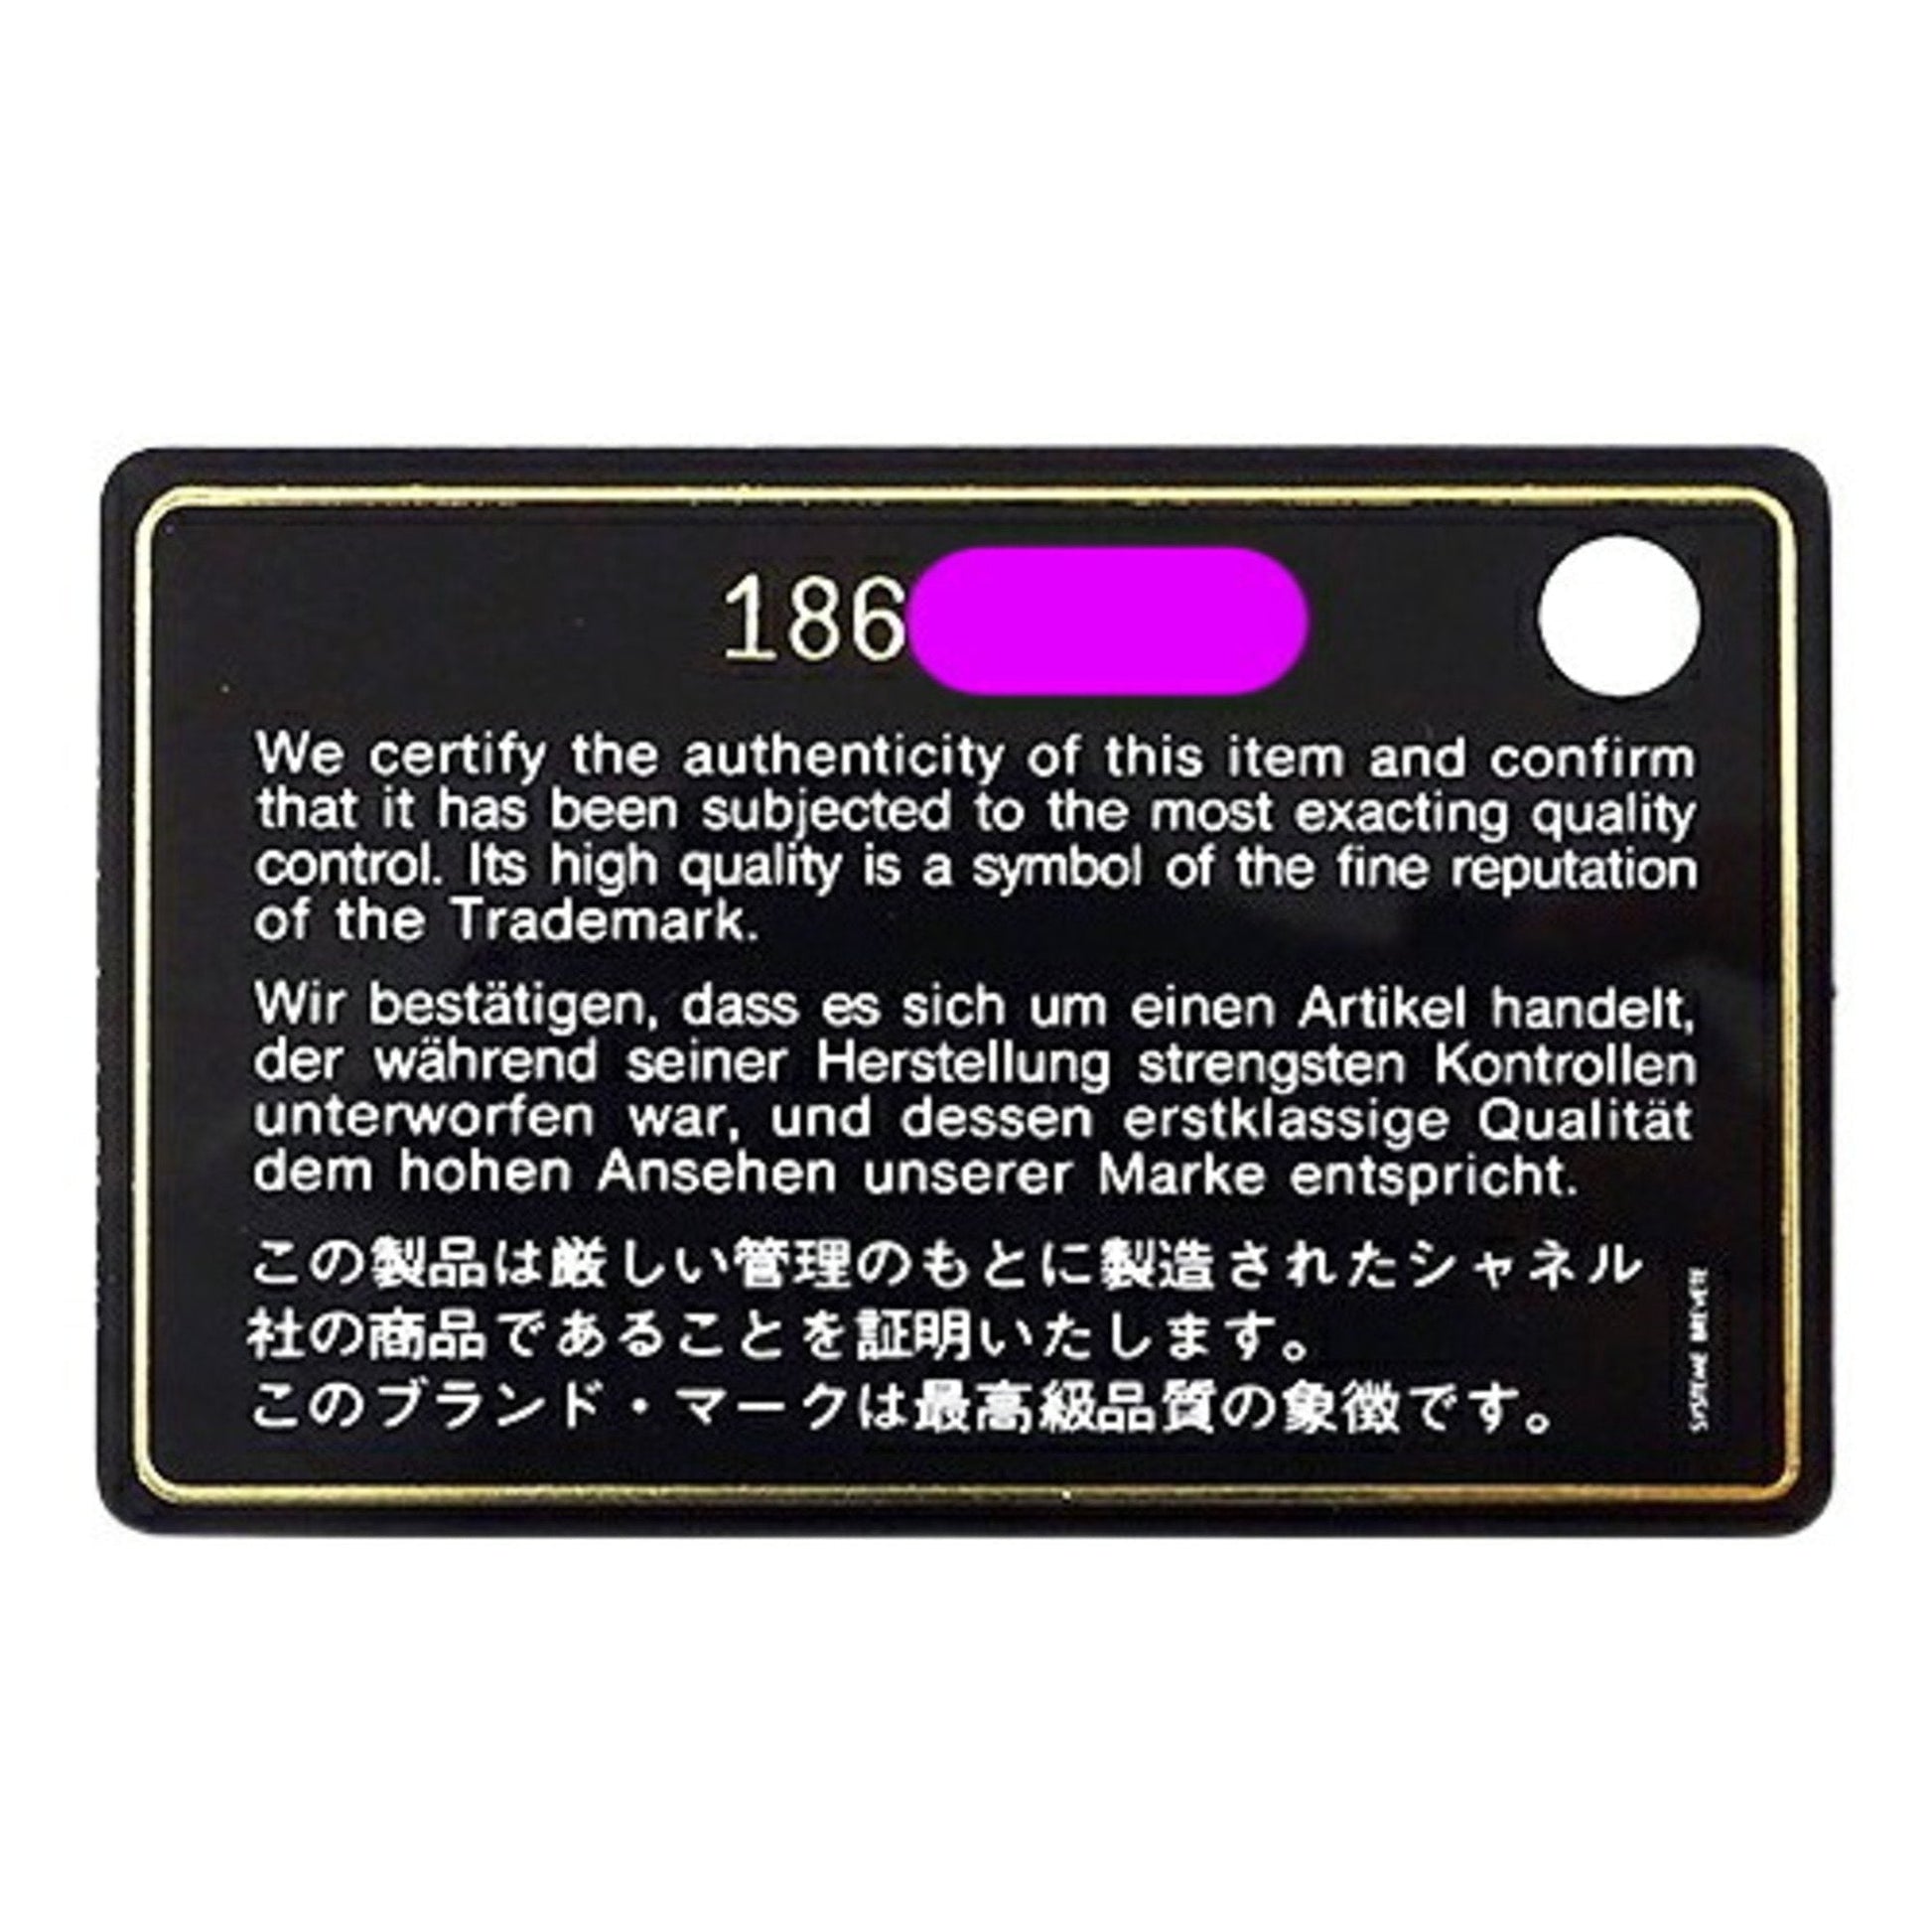 186
We certify the authenticity of this item and confirm
that it has been subjected to the most exacting quality
control. Its high quality is a symbol of the fine reputation
of the Trademark.
Wir bestätigen, dass es sich um einen Artikel handelt,
der während seiner Herstellung strengsten Kontrollen
unterworfen war, und dessen erstklassige Qualität
dem hohen Ansehen unserer Marke entspricht.
この製品は厳しい管理のもとに製造されたシャネル
社の商品であることを証明いたします。
このブランド・マークは最高級品質の象徴です。
SYSTEME BREVETE